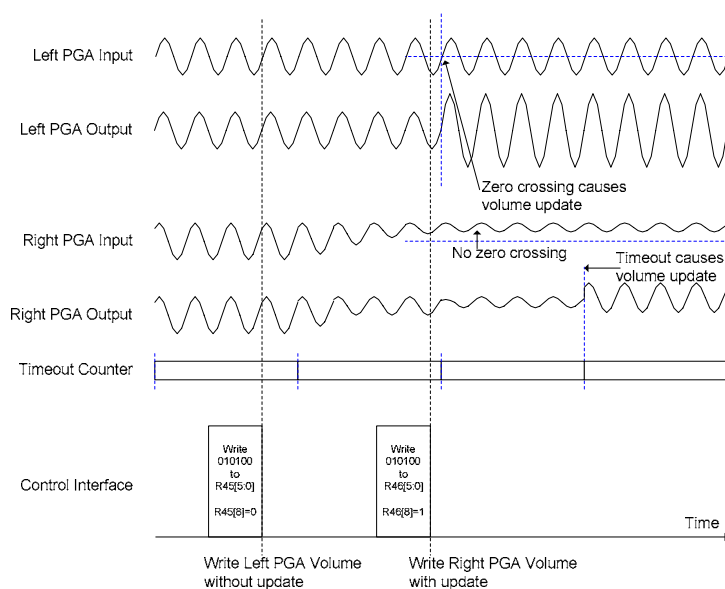 Left PGA Input
Left PGA Output
Zero crossing causes
volume update
Right PGA Input
No zero crossing
Timeout causes
volume update
Right PGA Output
Timeout Counter
Control Interface
Write
010100
to
R45[5:0]
R45[8]=0
Write
010100
to
R46[5:0]
R46[8]=1
Time
Write Left PGA Volume
without update
Write Right PGA Volume
with update